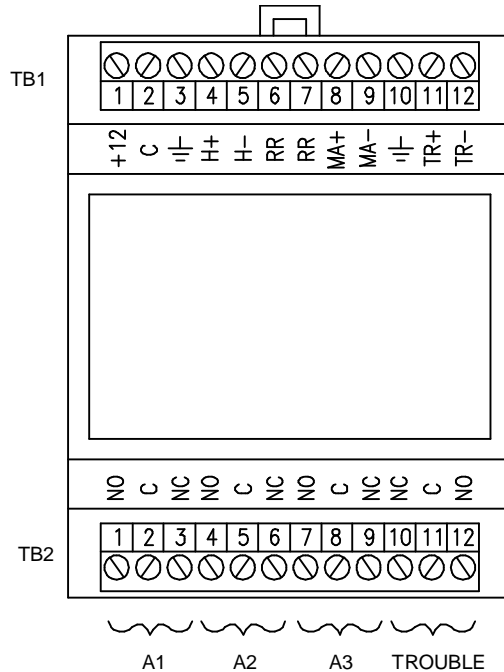 TB1
1 2 3 4 5 6 7 8 9 10 11 12
+12 C H+ H- RR RR MA+ MA- TR+ TR-
NO C NC NO C NC NO C NC NC C NO
TB2
1 2 3 4 5 6 7 8 9 10 11 12
A1 A2 A3 TROUBLE